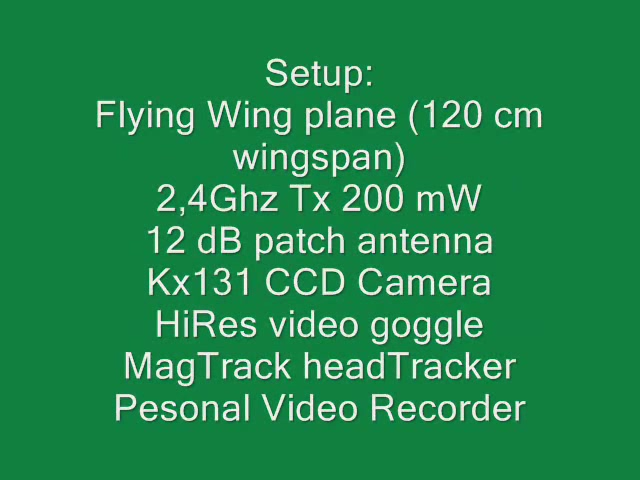 Setup:
Flying Wing plane (120 cm
wingspan)
2,4Ghz Tx 200 mW
12 dB patch antenna
Kx131 CCD Camera
HiRes video goggle
MagTrack headTracker
Pesonal Video Recorder